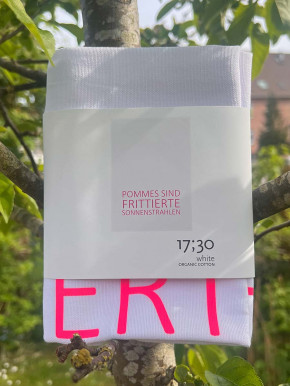 POMMES SIND
FRITTIERTE
SONNENSTRAHLEN
17;30
white
ORGANIC COTTON
ERT